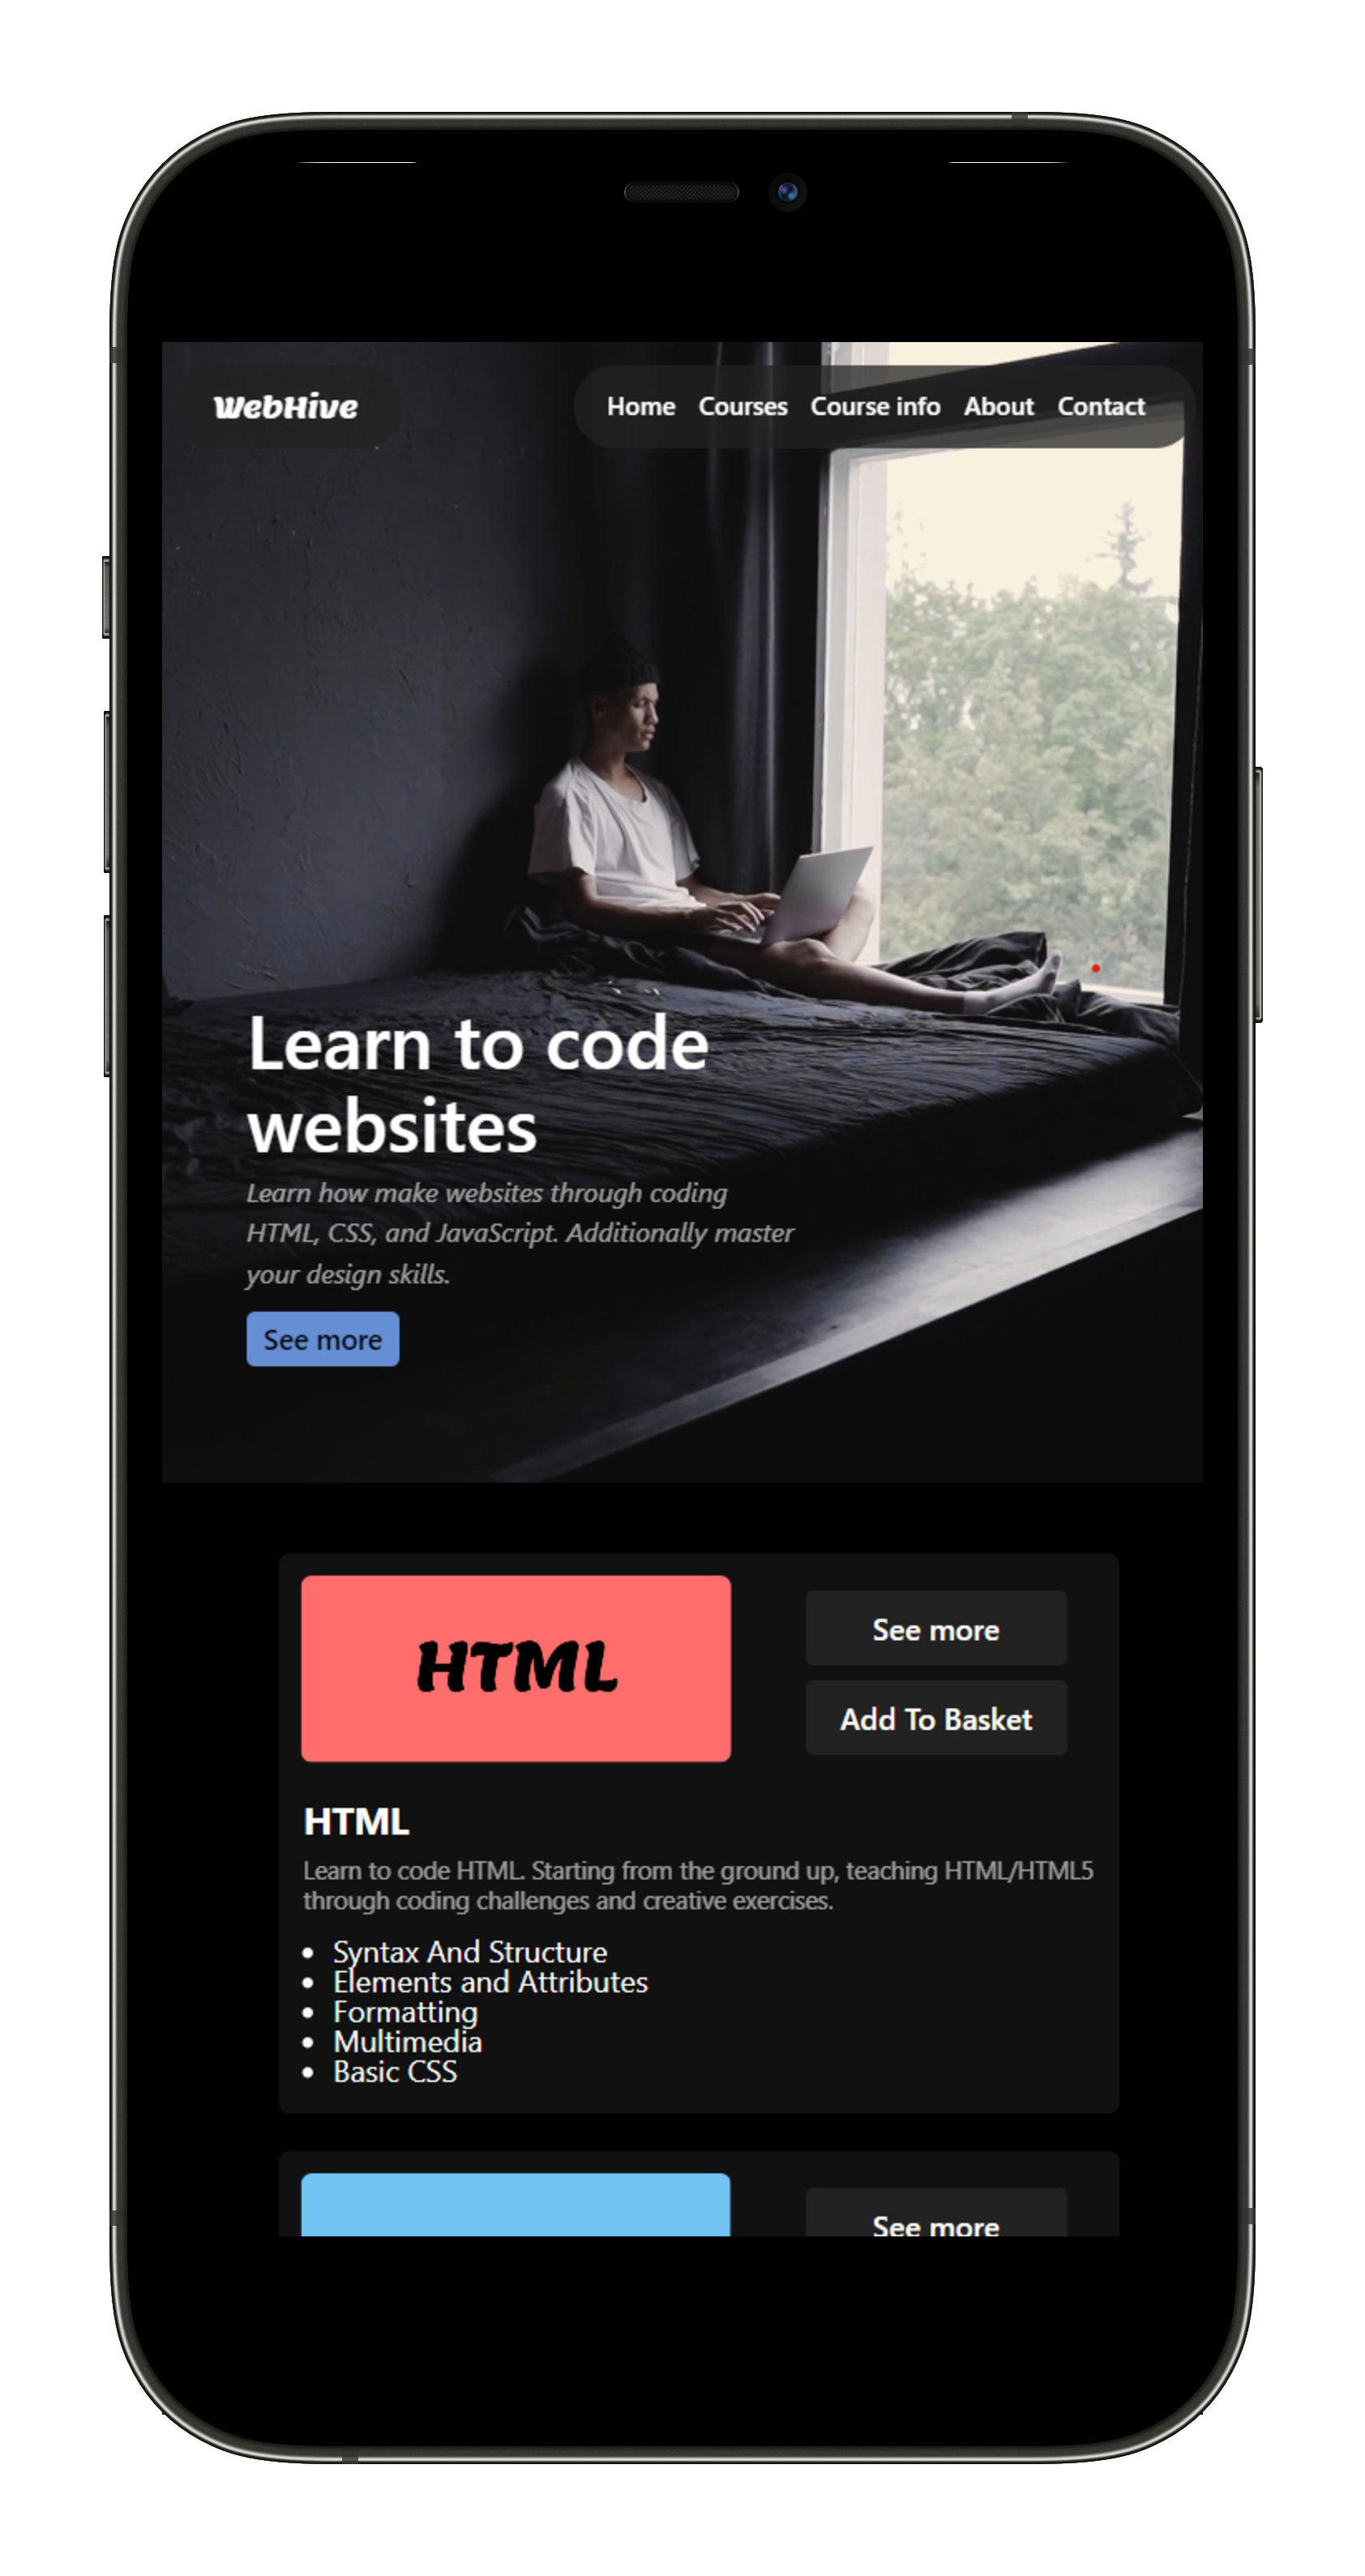 WebHive
Home Courses Course info About Contact
Learn to code
websites
Learn how make websites through coding
HTML, CSS, and JavaScript. Additionally master
your design skills.
See more
HTML
See more
Add To Basket
HTML
Learn to code HTML. Starting from the ground up, teaching HTML/HTML5
through coding challenges and creative exercises.
• Syntax And Structure
• Elements and Attributes
• Formatting
• Multimedia
• Basic CSS
See more